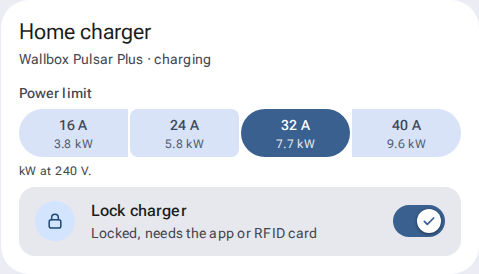 Home charger
Wallbox Pulsar Plus · charging
Power limit
16 A 24 A 32 A 40 A
3.8 kW 5.8 kW 7.7 kW 9.6 kW
kW at 240 V.
Lock charger
Locked, needs the app or RFID card